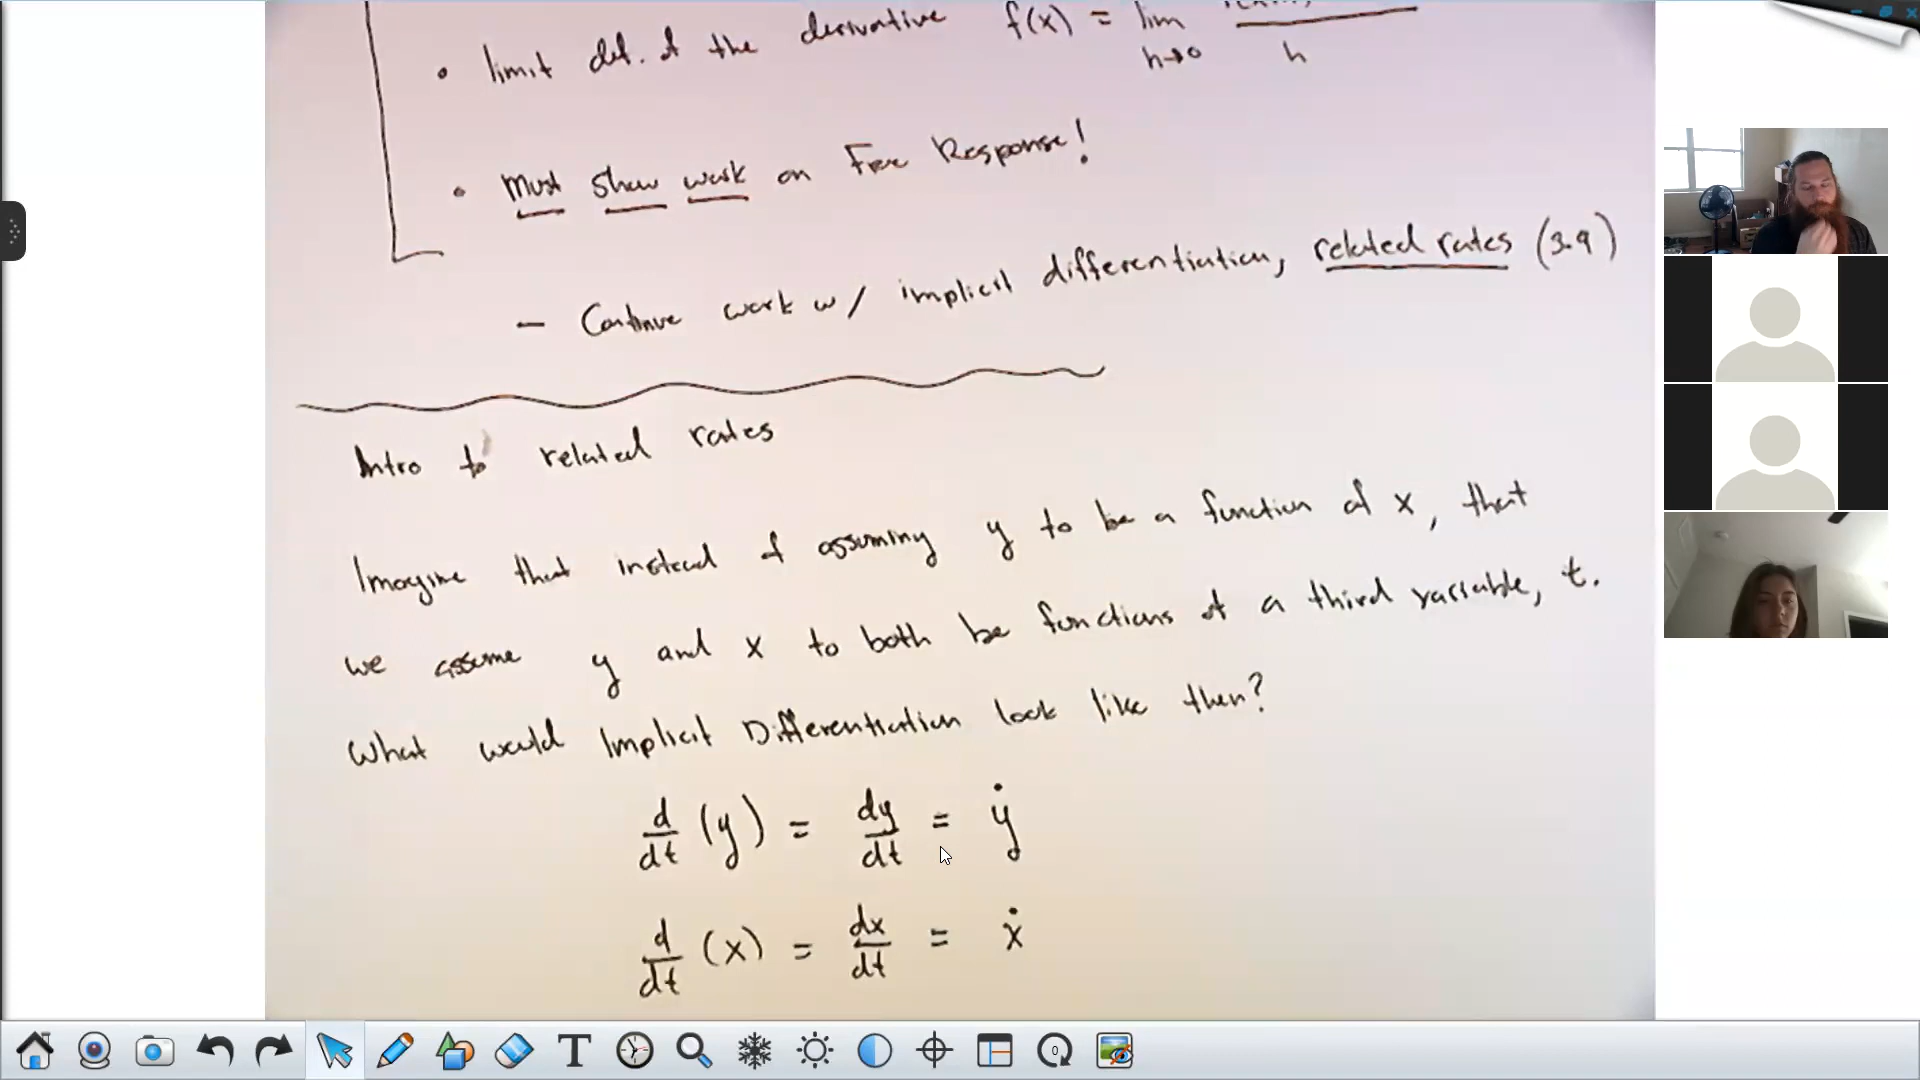 • limit def. of the derivative f(x) = lim h→0 h
• Must show work on Free Response!
— Continue work w/ implicit differentiation, related rates (3.9)
Intro to related rates
Imagine that instead of assuming y to be a function of x, that
we assume y and x to both be functions of a third variable, t.
What would Implicit Differentiation look like then?
d/dt (y) = dy/dt = ẏ
d/dt (x) = dx/dt = ẋ
T
0